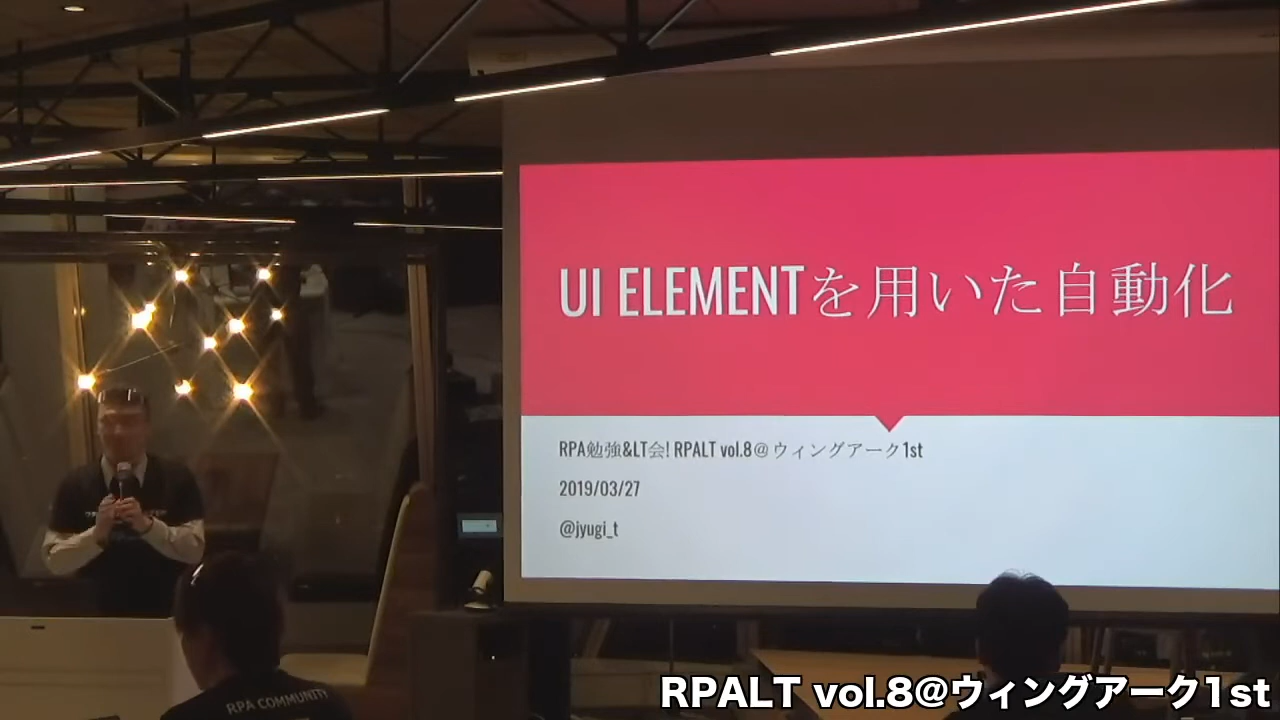 UI ELEMENTを用いた自動化
RPA勉強&LT会! RPALT vol.8@ウィングアーク1st
2019/03/27
@jyugi_t
RPA COMMUNITY
RPALT vol.8@ウィングアーク1st